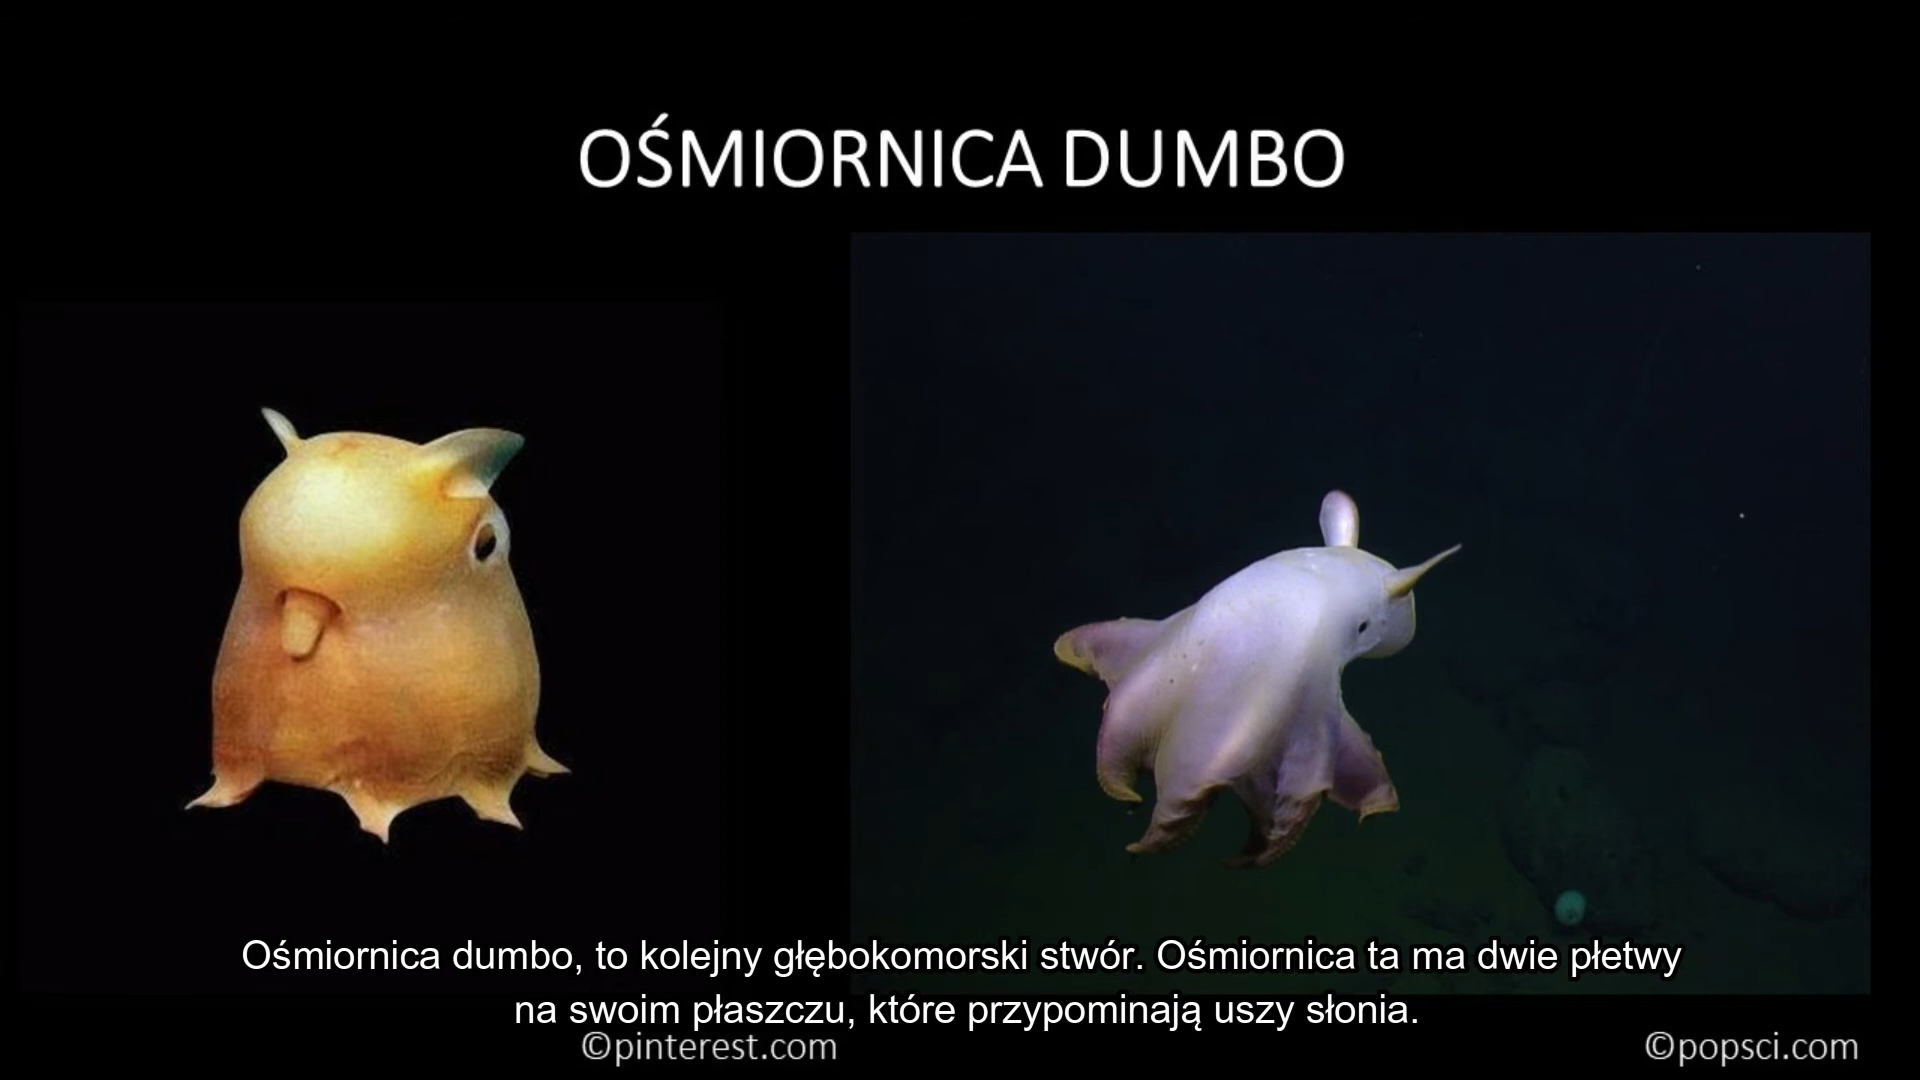 OŚMIORNICA DUMBO
Ośmiornica dumbo, to kolejny głębokomorski stwór. Ośmiornica ta ma dwie płetwy
na swoim płaszczu, które przypominają uszy słonia.
©pinterest.com
©popsci.com